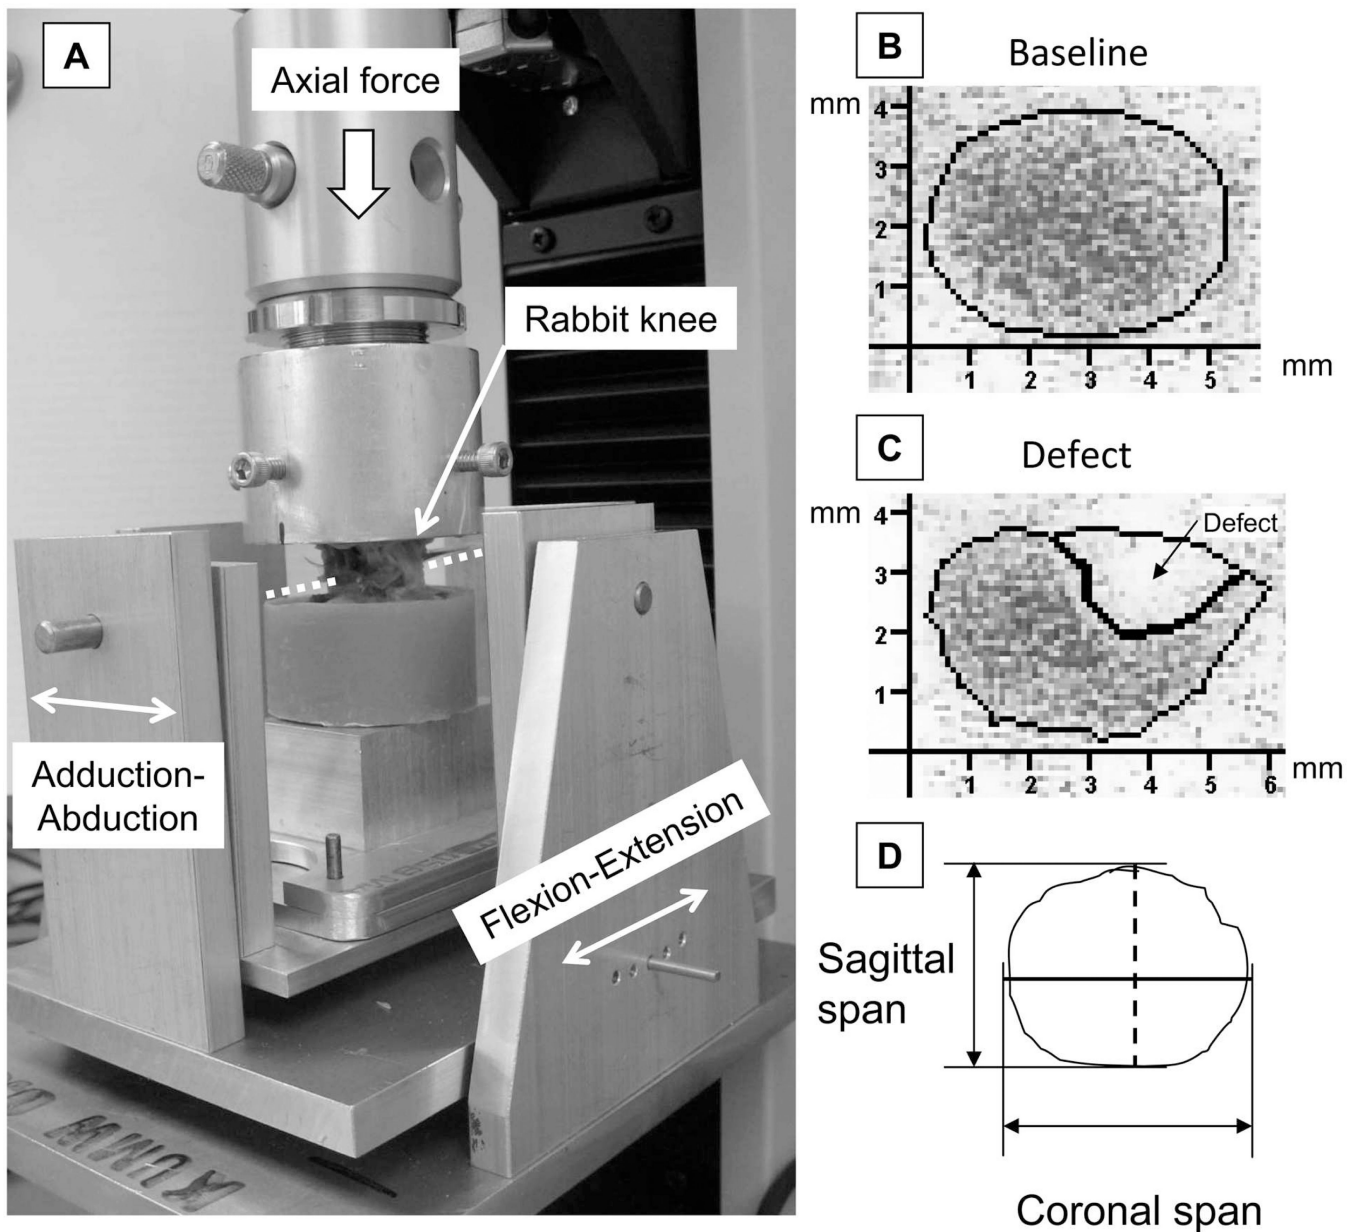 A
Axial force
Rabbit knee
Adduction-
Abduction
Flexion-Extension
B
Baseline
mm
4
3
2
1
1 2 3 4 5
mm
C
Defect
mm
4
3
2
1
Defect
1 2 3 4 5 6
mm
D
Sagittal
span
Coronal span